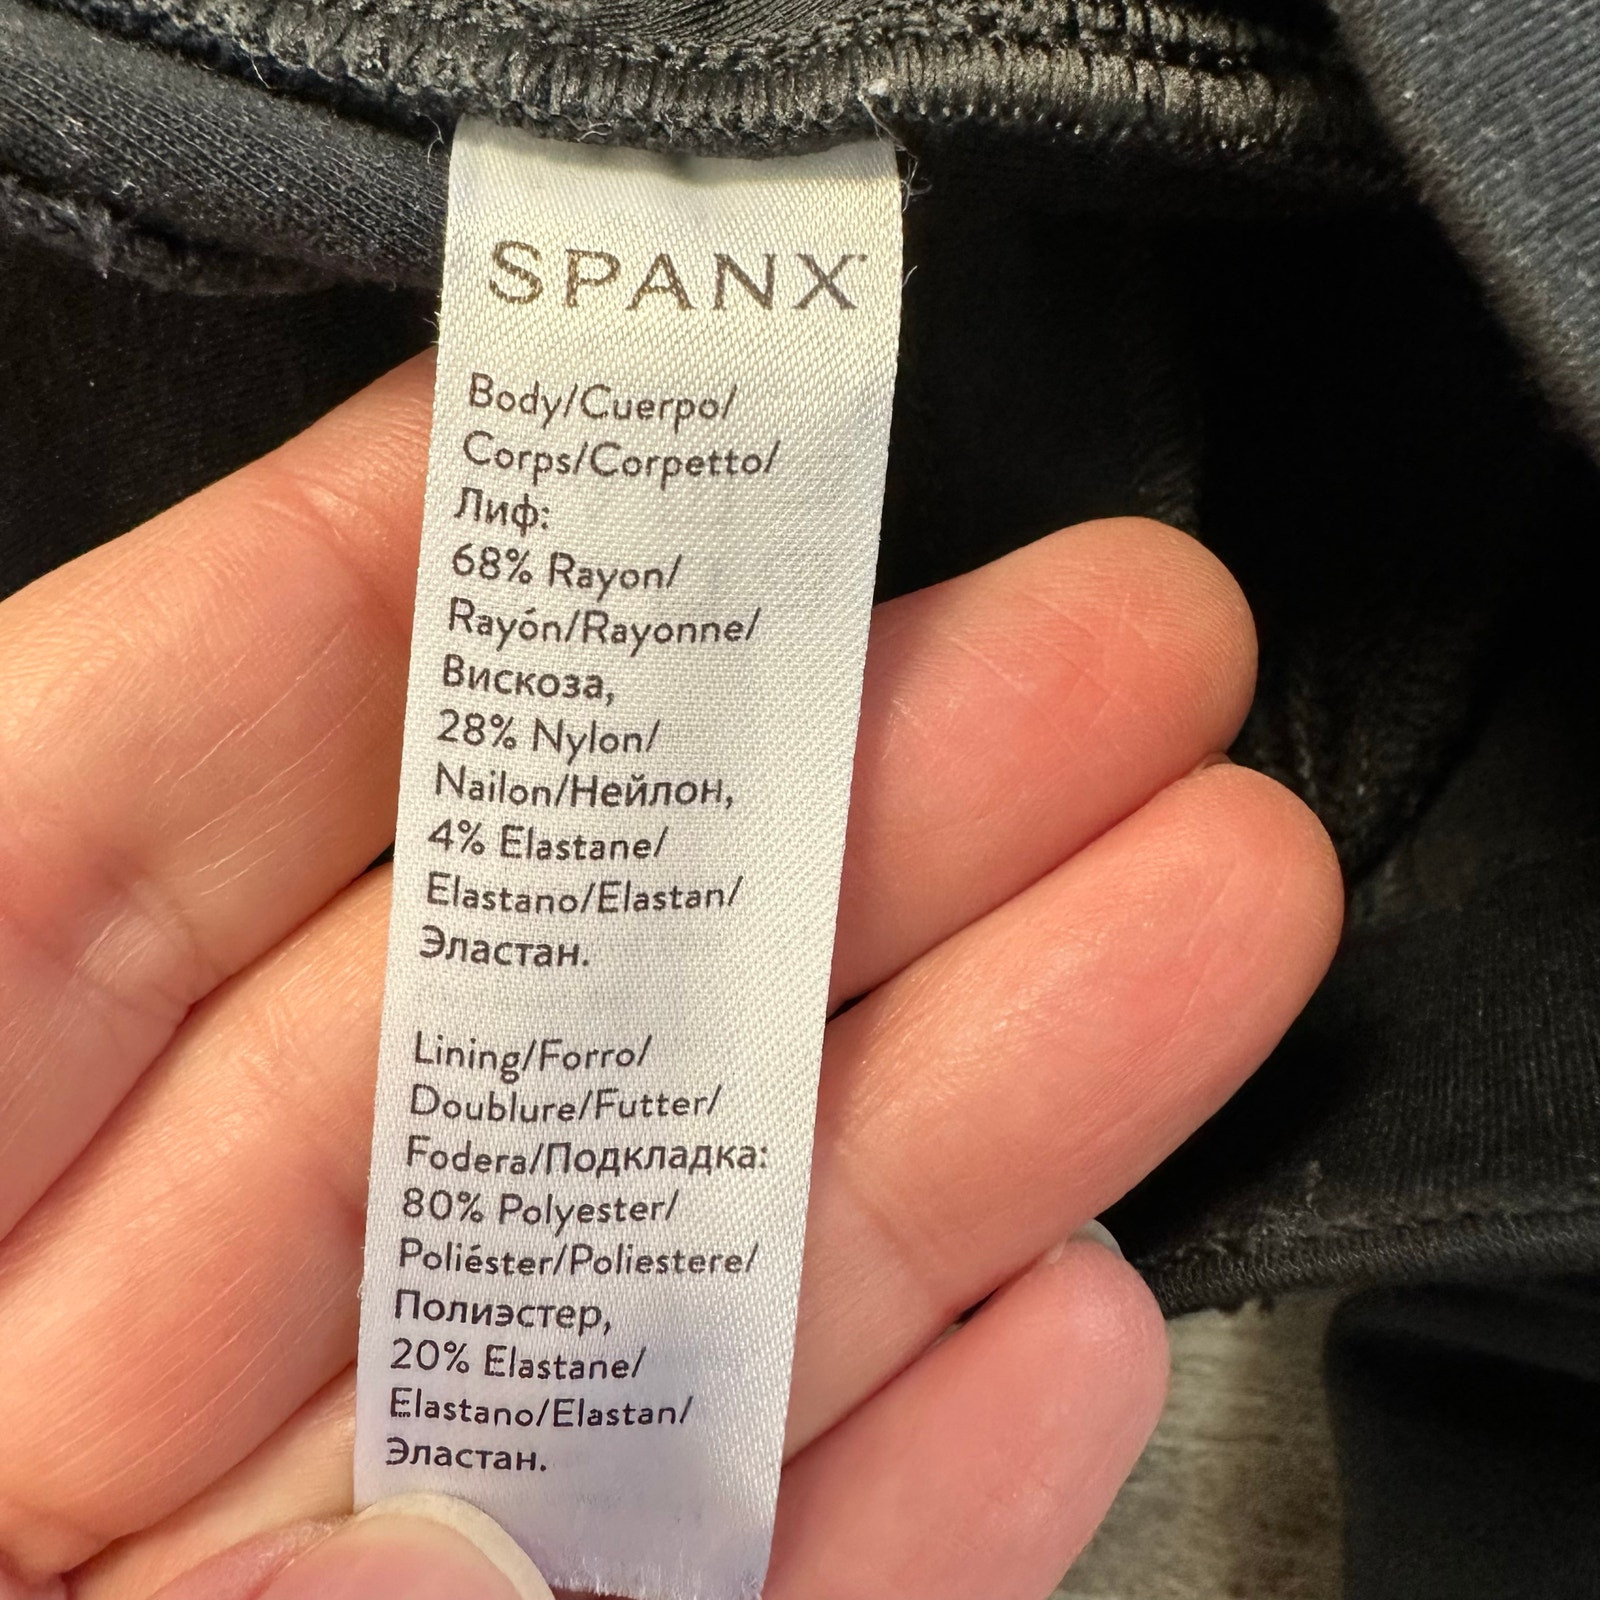 SPANX
Body/Cuerpo/
Corps/Corpetto/
Лиф:
68% Rayon/
Rayón/Rayonne/
Вискоза,
28% Nylon/
Nailon/Нейлон,
4% Elastane/
Elastano/Elastan/
Эластан.
Lining/Forro/
Doublure/Futter/
Fodera/Подкладка:
80% Polyester/
Poliéster/Poliestere/
Полиэстер,
20% Elastane/
Elastano/Elastan/
Эластан.